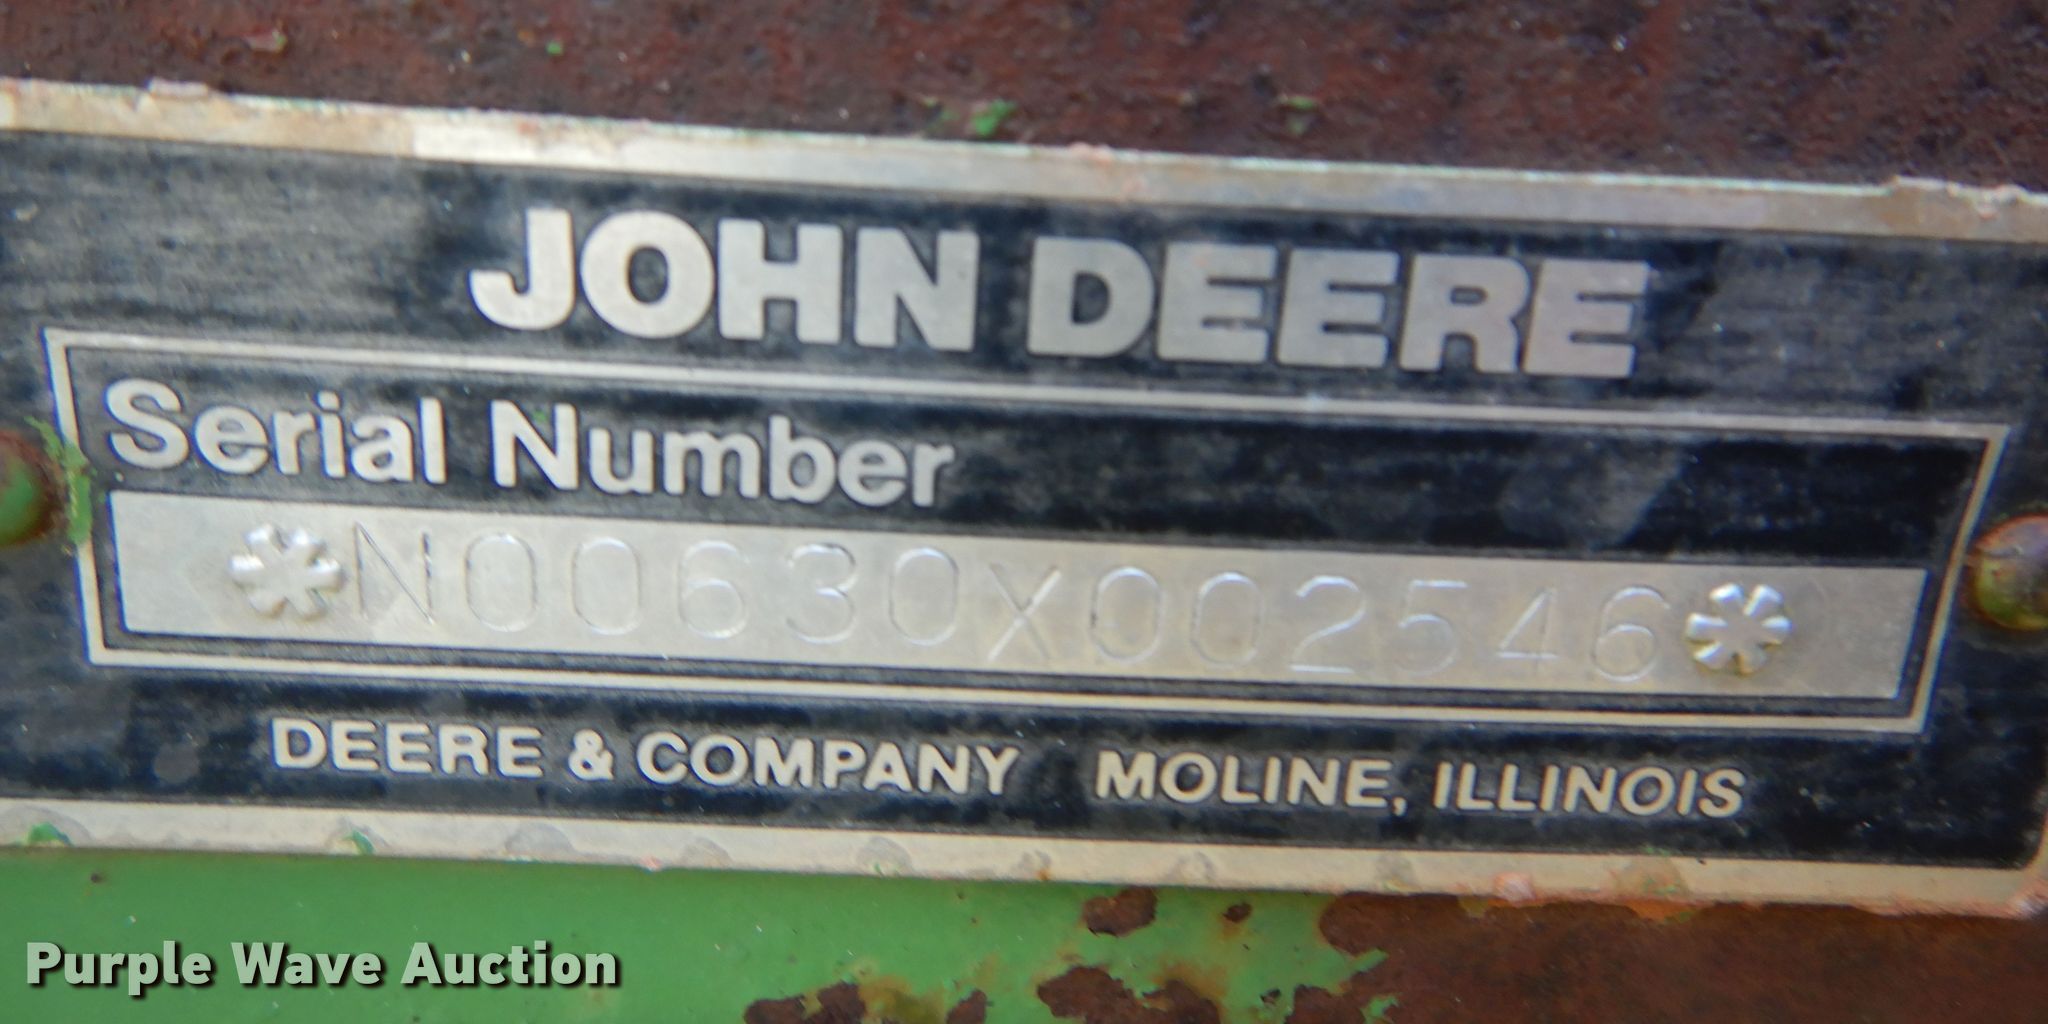 JOHN DEERE
Serial Number
*N00630X002546*
DEERE & COMPANY MOLINE, ILLINOIS
Purple Wave Auction